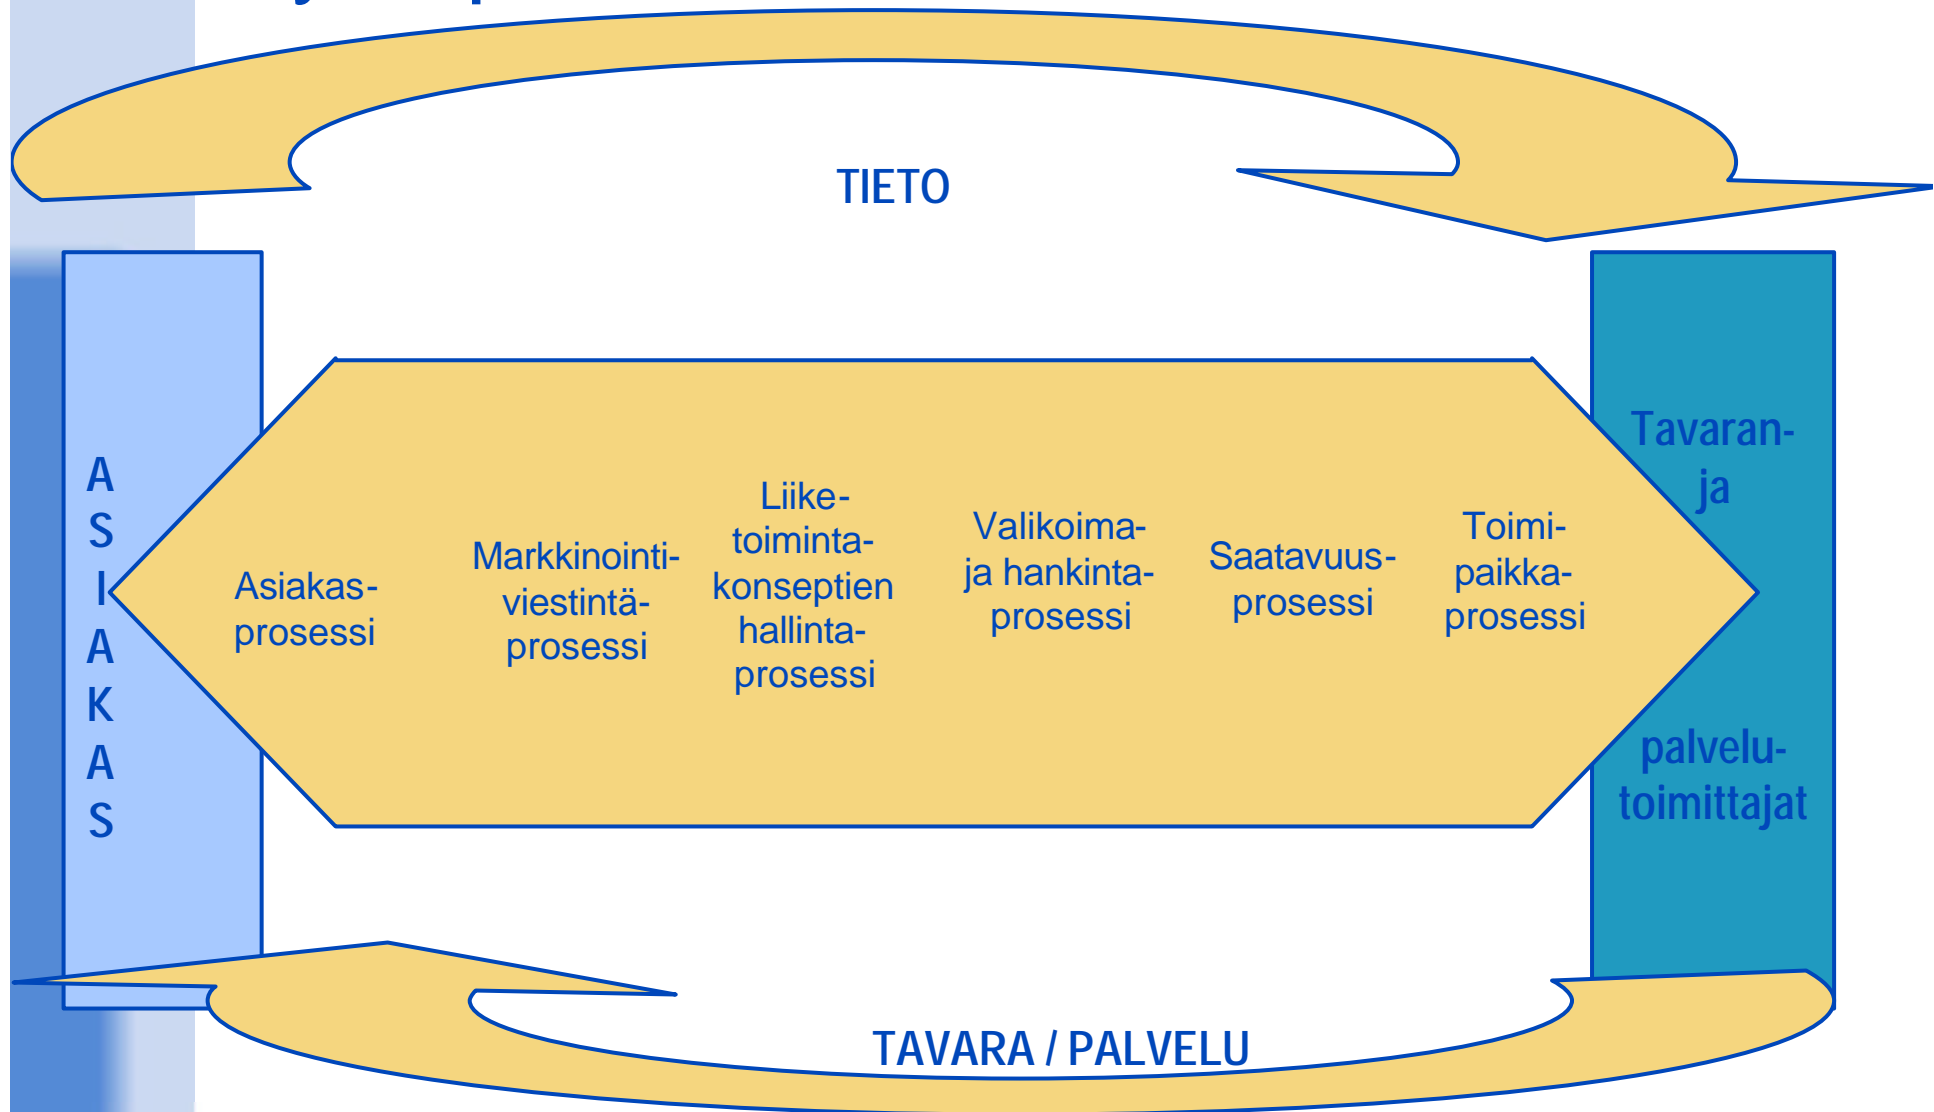 TIETO
A
S
I
A
K
A
S
Asiakas-
prosessi
Markkinointi-
viestintä-
prosessi
Liike-
toiminta-
konseptien
hallinta-
prosessi
Valikoima-
ja hankinta-
prosessi
Saatavuus-
prosessi
Toimi-
paikka-
prosessi
Tavaran-
ja
palvelu-
toimittajat
TAVARA / PALVELU